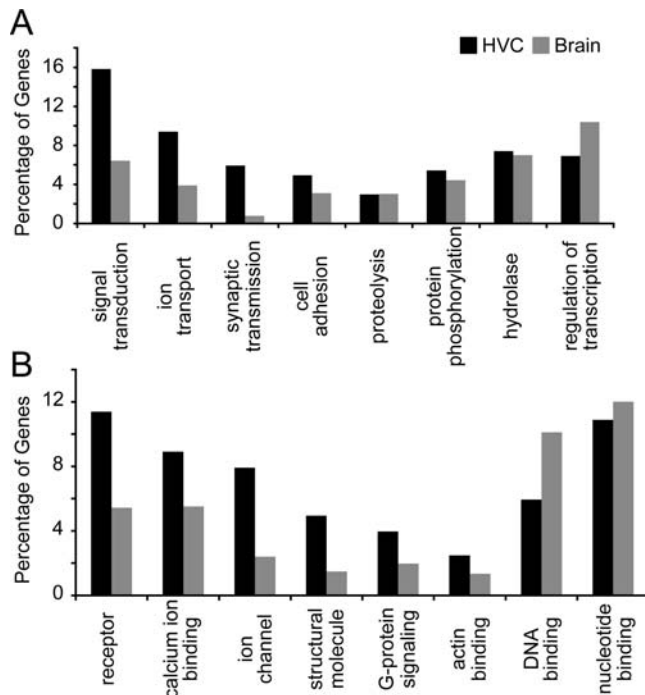 A
HVC Brain
Percentage of Genes
16
12
8
4
0
signal
transduction
ion
transport
synaptic
transmission
cell
adhesion
proteolysis
protein
phosphorylation
hydrolase
regulation of
transcription
B
Percentage of Genes
12
8
4
0
receptor
calcium ion
binding
ion
channel
structural
molecule
G-protein
signaling
actin
binding
DNA
binding
nucleotide
binding